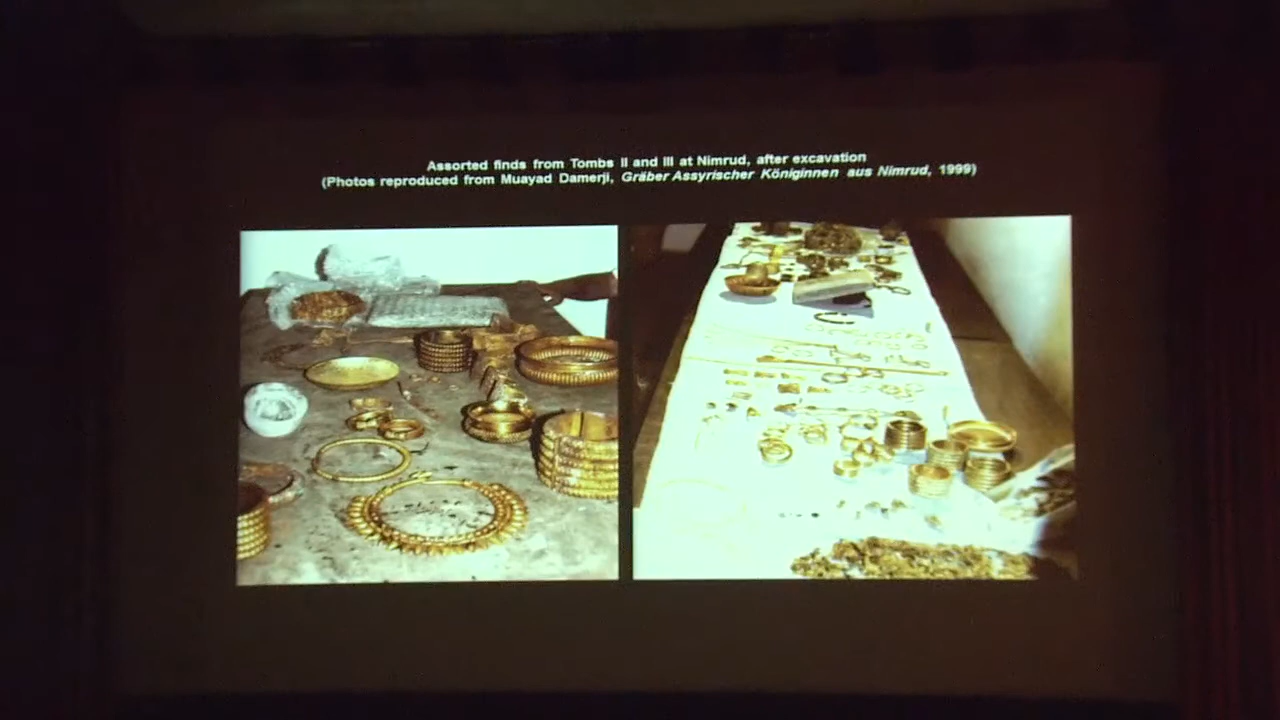 Assorted finds from Tombs II and III at Nimrud, after excavation
(Photos reproduced from Muayad Damerji, Gräber Assyrischer Königinnen aus Nimrud, 1999)